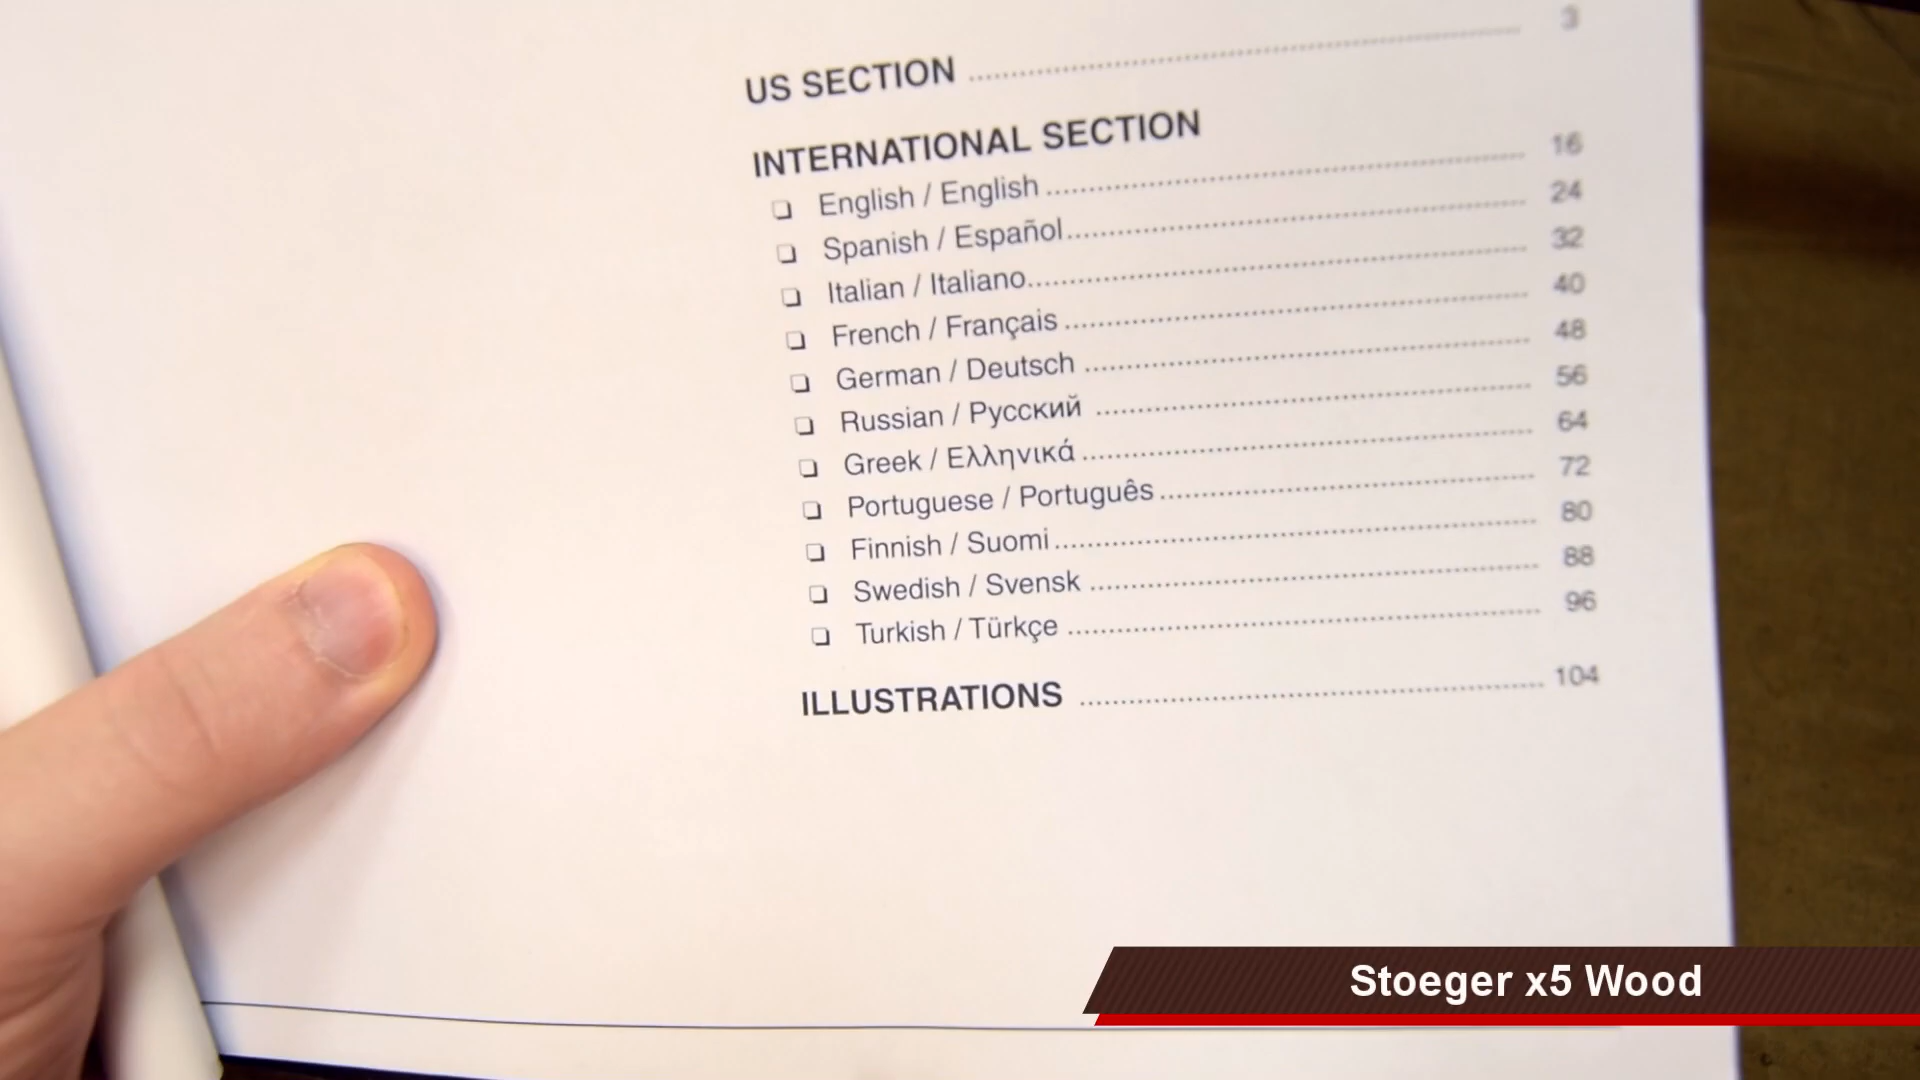 US SECTION ........................ 3
INTERNATIONAL SECTION
❏ English / English ........................ 16
❏ Spanish / Español ........................ 24
❏ Italian / Italiano ........................ 32
❏ French / Français ........................ 40
❏ German / Deutsch ........................ 48
❏ Russian / Русский ........................ 56
❏ Greek / Ελληνικά ........................ 64
❏ Portuguese / Português ........................ 72
❏ Finnish / Suomi ........................ 80
❏ Swedish / Svensk ........................ 88
❏ Turkish / Türkçe ........................ 96
ILLUSTRATIONS ........................ 104
Stoeger x5 Wood